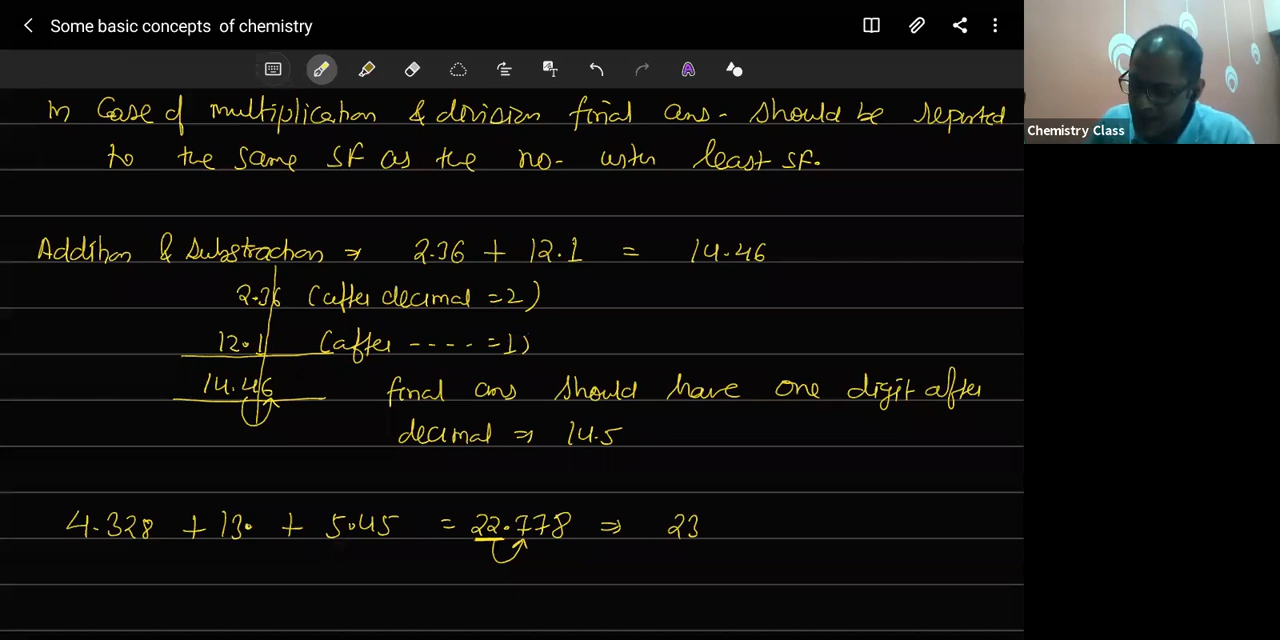 Some basic concepts of chemistry
In Case of multiplication & division final ans- should be reported
to the same SF as the no- with least SF.
Chemistry Class
Addition & Substraction ⇒ 2.36 + 12.1 = 14.46
2.36 (after decimal = 2)
12.1 (after ---- = 1)
14.46 final ans should have one digit after
decimal ⇒ 14.5
4.328 + 13. + 5.45 = 22.778 ⇒ 23